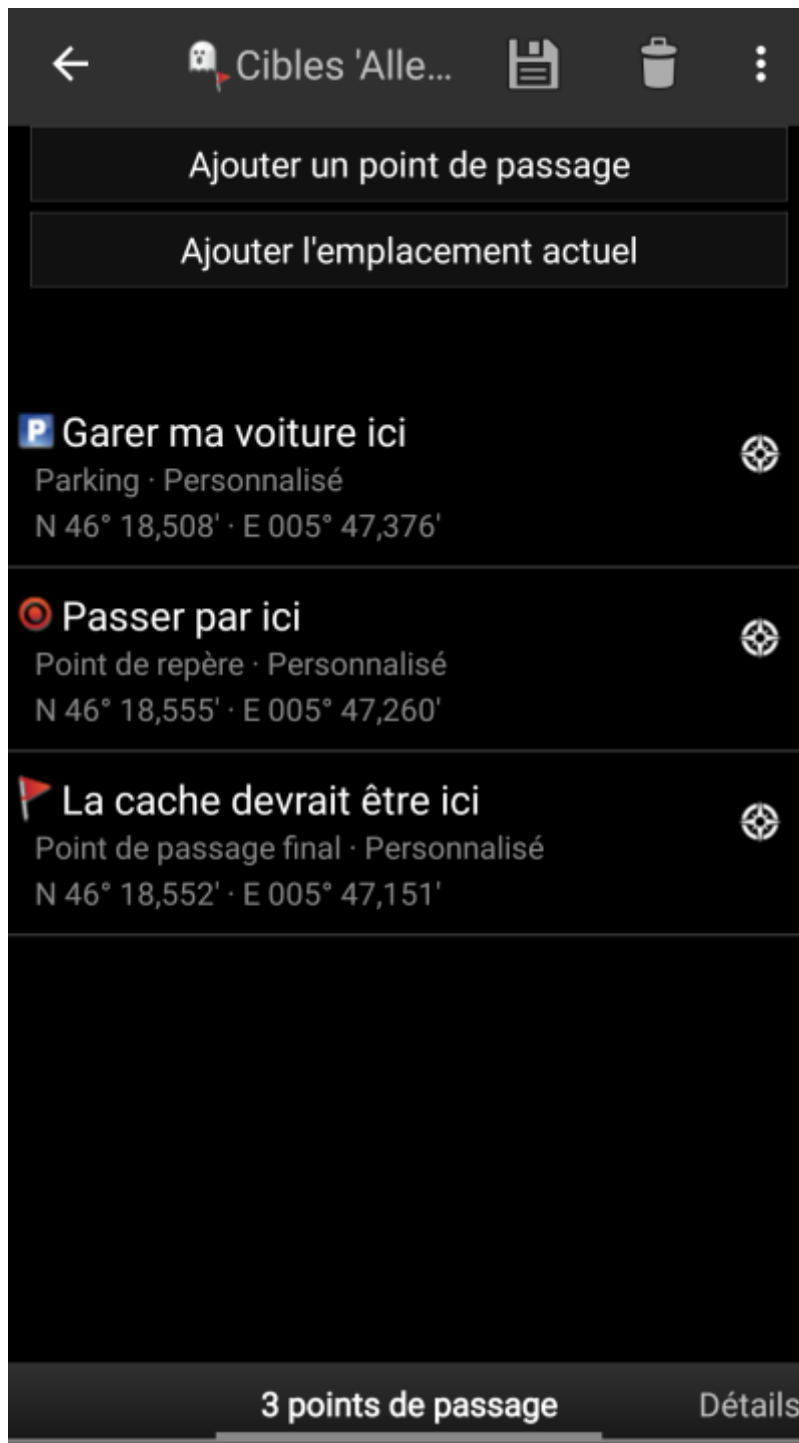 Cibles 'Alle...
Ajouter un point de passage
Ajouter l'emplacement actuel
P Garer ma voiture ici
Parking · Personnalisé
N 46° 18,508' · E 005° 47,376'
Passer par ici
Point de repère · Personnalisé
N 46° 18,555' · E 005° 47,260'
La cache devrait être ici
Point de passage final · Personnalisé
N 46° 18,552' · E 005° 47,151'
3 points de passage Détails